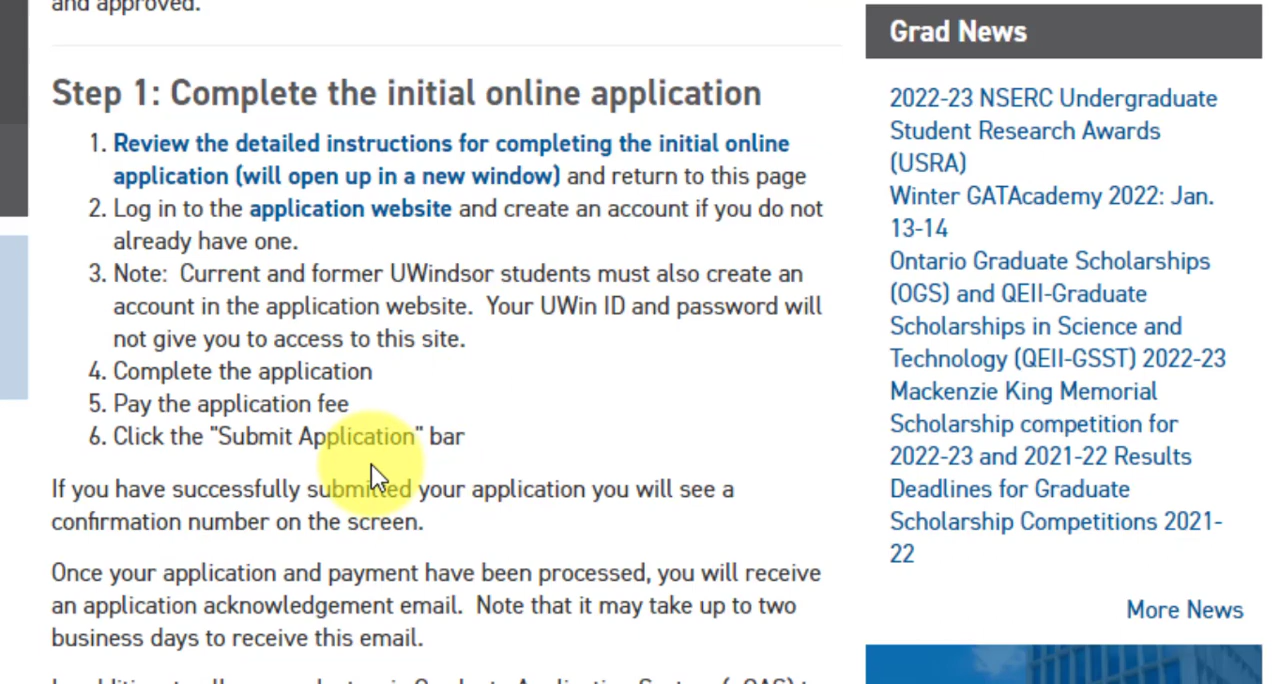 and approved.
Step 1: Complete the initial online application
1. Review the detailed instructions for completing the initial online
application (will open up in a new window) and return to this page
2. Log in to the application website and create an account if you do not
already have one.
3. Note:  Current and former UWindsor students must also create an
account in the application website.  Your UWin ID and password will
not give you to access to this site.
4. Complete the application
5. Pay the application fee
6. Click the "Submit Application" bar
If you have successfully submitted your application you will see a
confirmation number on the screen.
Once your application and payment have been processed, you will receive
an application acknowledgement email.  Note that it may take up to two
business days to receive this email.
Grad News
2022-23 NSERC Undergraduate
Student Research Awards
(USRA)
Winter GATAcademy 2022: Jan.
13-14
Ontario Graduate Scholarships
(OGS) and QEII-Graduate
Scholarships in Science and
Technology (QEII-GSST) 2022-23
Mackenzie King Memorial
Scholarship competition for
2022-23 and 2021-22 Results
Deadlines for Graduate
Scholarship Competitions 2021-
22
More News